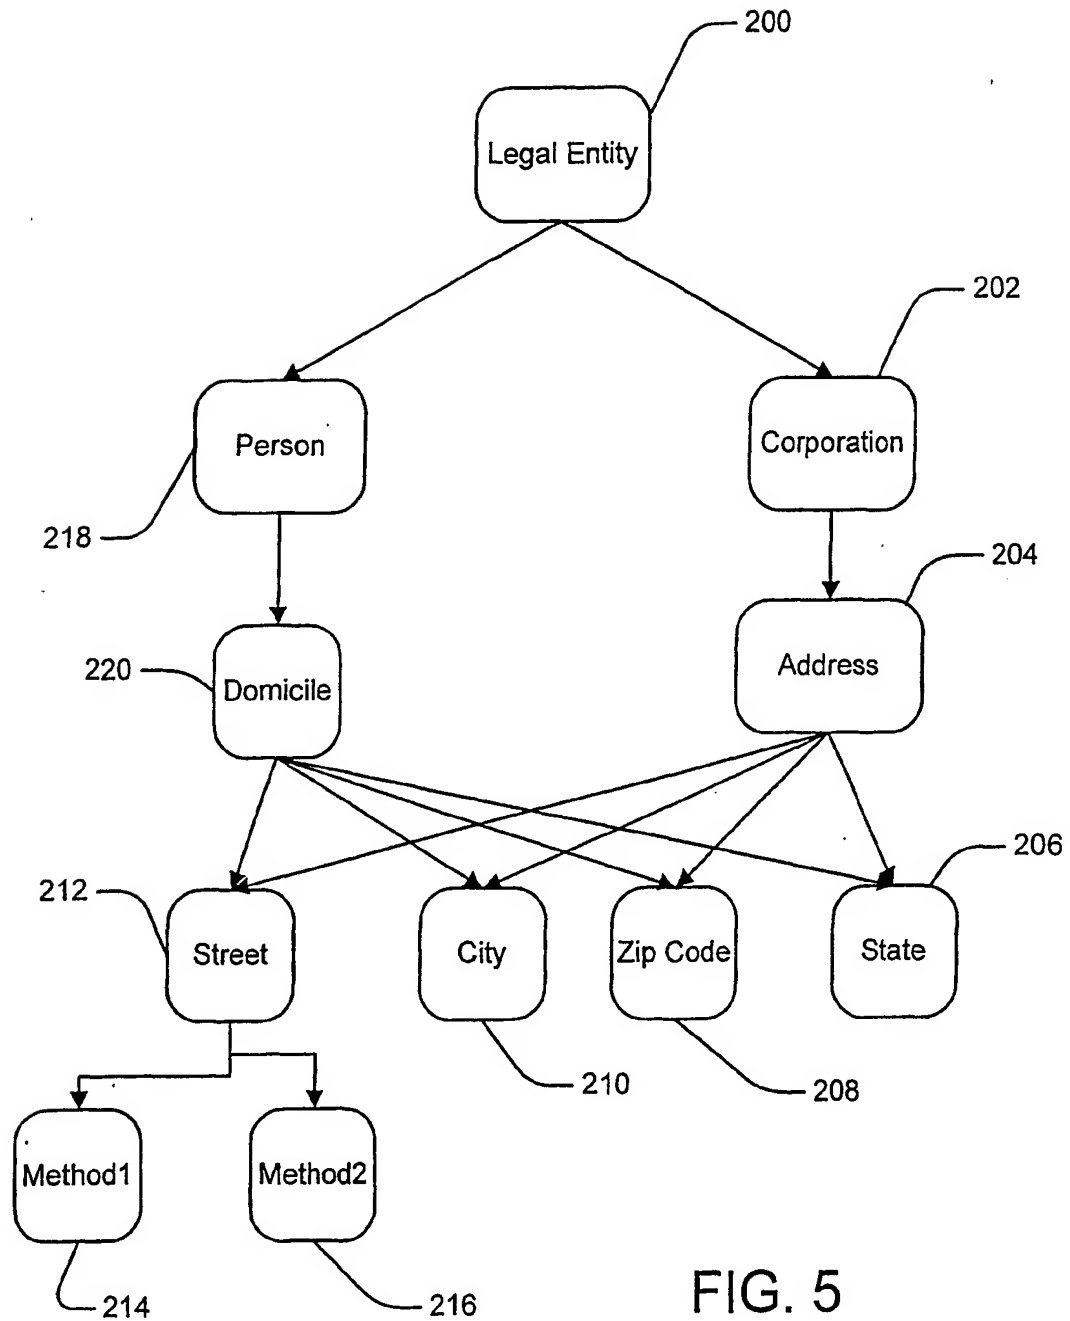 200
Legal Entity
202
Person
Corporation
218
204
Address
220
Domicile
206
212
Street
City
Zip Code
State
210
208
Method1
Method2
214
216
FIG. 5